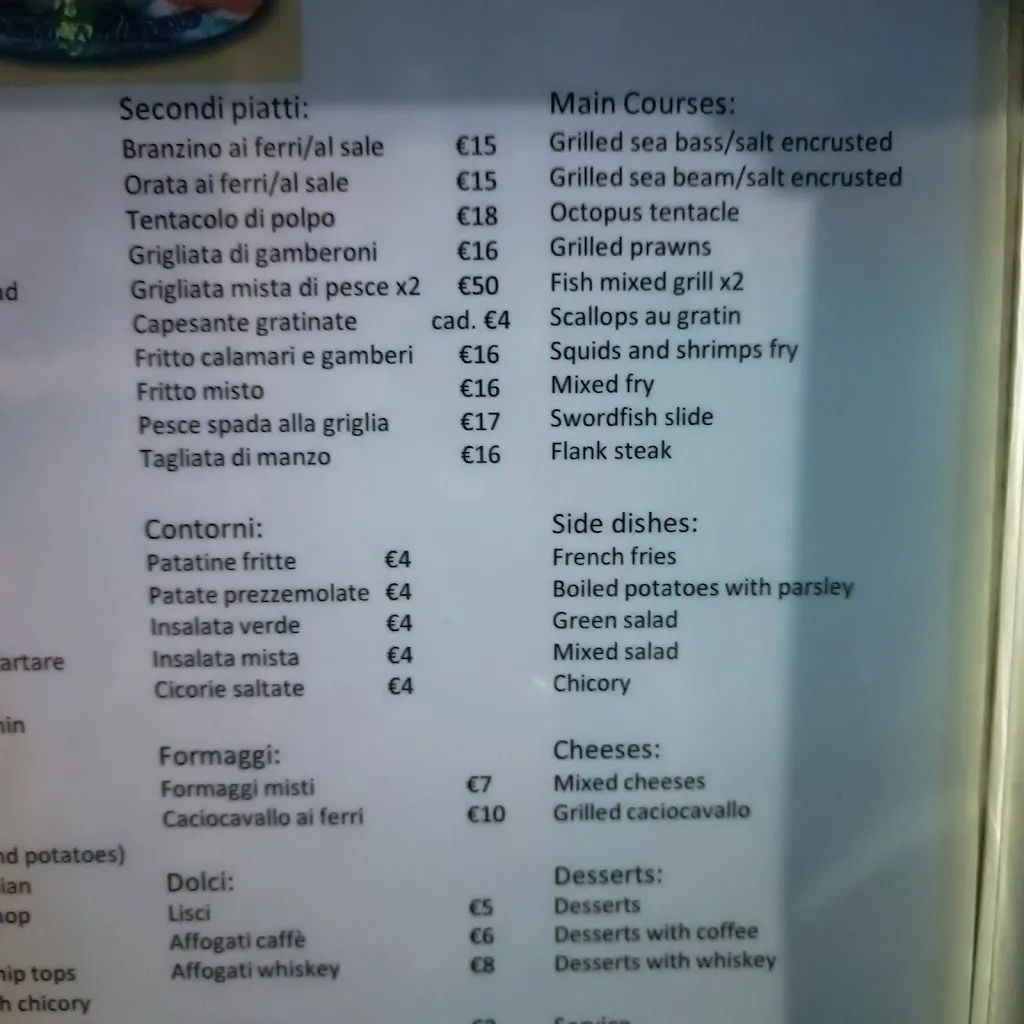 Secondi piatti: Main Courses:
Branzino ai ferri/al sale €15 Grilled sea bass/salt encrusted
Orata ai ferri/al sale €15 Grilled sea beam/salt encrusted
Tentacolo di polpo €18 Octopus tentacle
Grigliata di gamberoni €16 Grilled prawns
Grigliata mista di pesce x2 €50 Fish mixed grill x2
Capesante gratinate cad. €4 Scallops au gratin
Fritto calamari e gamberi €16 Squids and shrimps fry
Fritto misto €16 Mixed fry
Pesce spada alla griglia €17 Swordfish slide
Tagliata di manzo €16 Flank steak
Contorni: Side dishes:
Patatine fritte €4 French fries
Patate prezzemolate €4 Boiled potatoes with parsley
Insalata verde €4 Green salad
artare Insalata mista €4 Mixed salad
Cicorie saltate €4 Chicory
Formaggi: Cheeses:
Formaggi misti €7 Mixed cheeses
Caciocavallo ai ferri €10 Grilled caciocavallo
potatoes)
Dolci: Desserts:
Lisci €5 Desserts
Affogati caffè €6 Desserts with coffee
tops Affogati whiskey €8 Desserts with whiskey
chicory